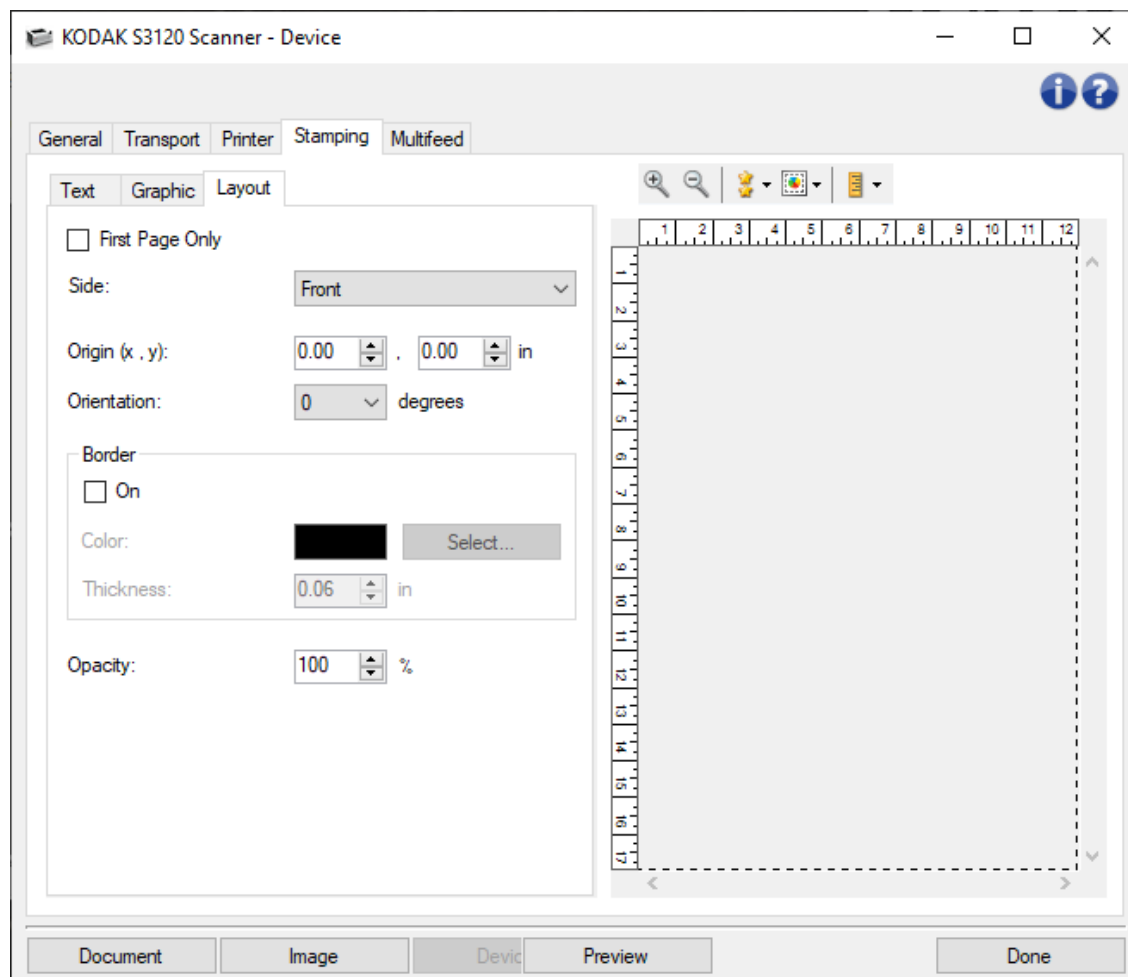 KODAK S3120 Scanner - Device
General Transport Printer Stamping Multifeed
Text Graphic Layout
First Page Only
Side: Front
Origin (x , y): 0.00 , 0.00 in
Orientation: 0 degrees
Border
On
Color: Select...
Thickness: 0.06 in
Opacity: 100 %
1 2 3 4 5 6 7 8 9 10 11 12
1
2
3
4
5
6
7
8
9
10
11
12
13
14
15
16
17
Document Image Devic Preview Done